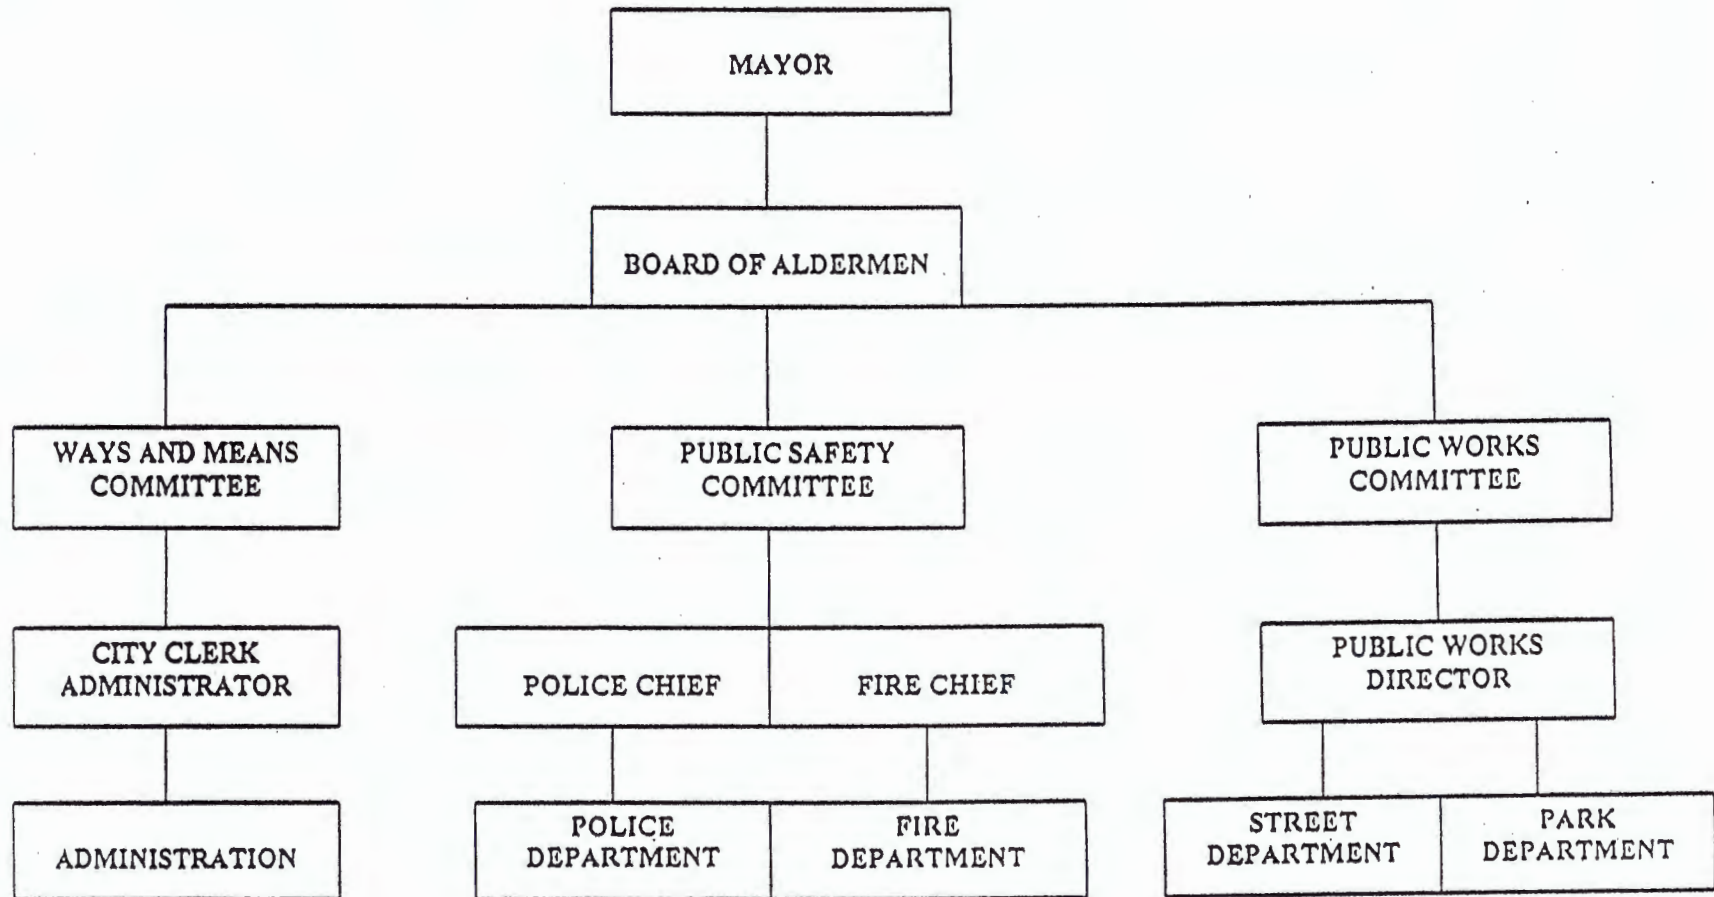 MAYOR
BOARD OF ALDERMEN
WAYS AND MEANS
COMMITTEE
PUBLIC SAFETY
COMMITTEE
PUBLIC WORKS
COMMITTEE
CITY CLERK
ADMINISTRATOR
POLICE CHIEF
FIRE CHIEF
PUBLIC WORKS
DIRECTOR
ADMINISTRATION
POLICE
DEPARTMENT
FIRE
DEPARTMENT
STREET
DEPARTMENT
PARK
DEPARTMENT